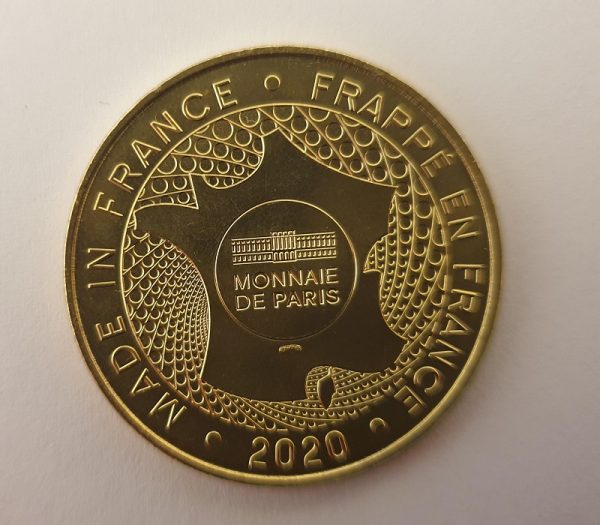 MADE IN FRANCE • FRAPPÉ EN FRANCE • 2020 •
MONNAIE
DE PARIS